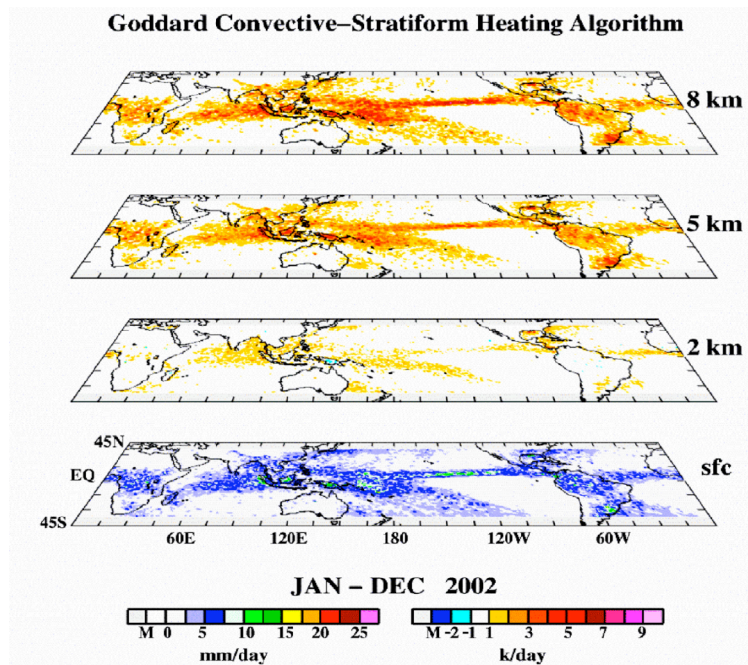 Goddard Convective–Stratiform Heating Algorithm
8 km
5 km
2 km
45N
EQ
45S
sfc
60E 120E 180 120W 60W
JAN – DEC 2002
M 0 5 10 15 20 25
M -2 -1 1 3 5 7 9
mm/day
k/day